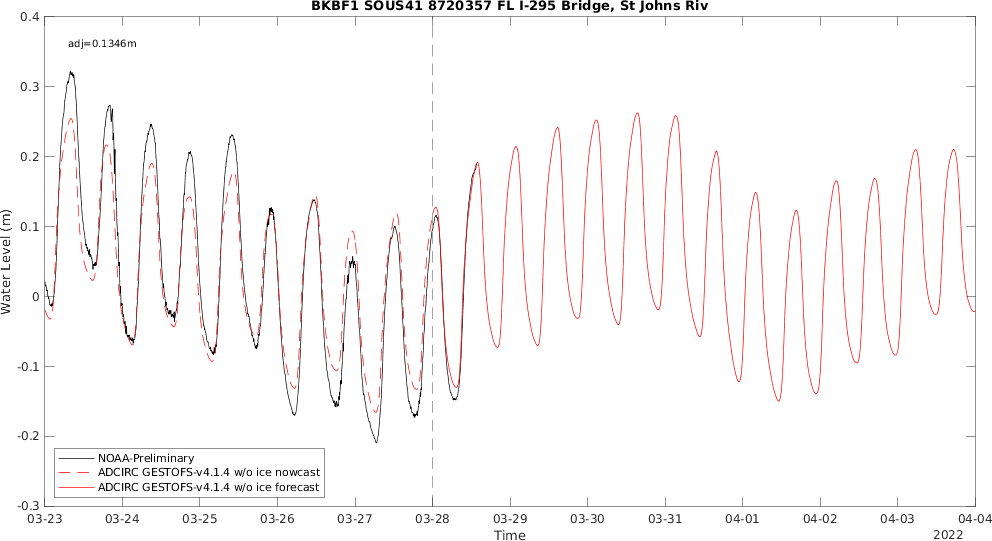 BKBF1 SOUS41 8720357 FL I-295 Bridge, St Johns Riv
adj=0.1346m
0.4
0.3
0.2
0.1
0
-0.1
-0.2
-0.3
Water Level (m)
NOAA-Preliminary
ADCIRC GESTOFS-v4.1.4 w/o ice nowcast
ADCIRC GESTOFS-v4.1.4 w/o ice forecast
03-23 03-24 03-25 03-26 03-27 03-28 03-29 03-30 03-31 04-01 04-02 04-03 04-04
Time
2022